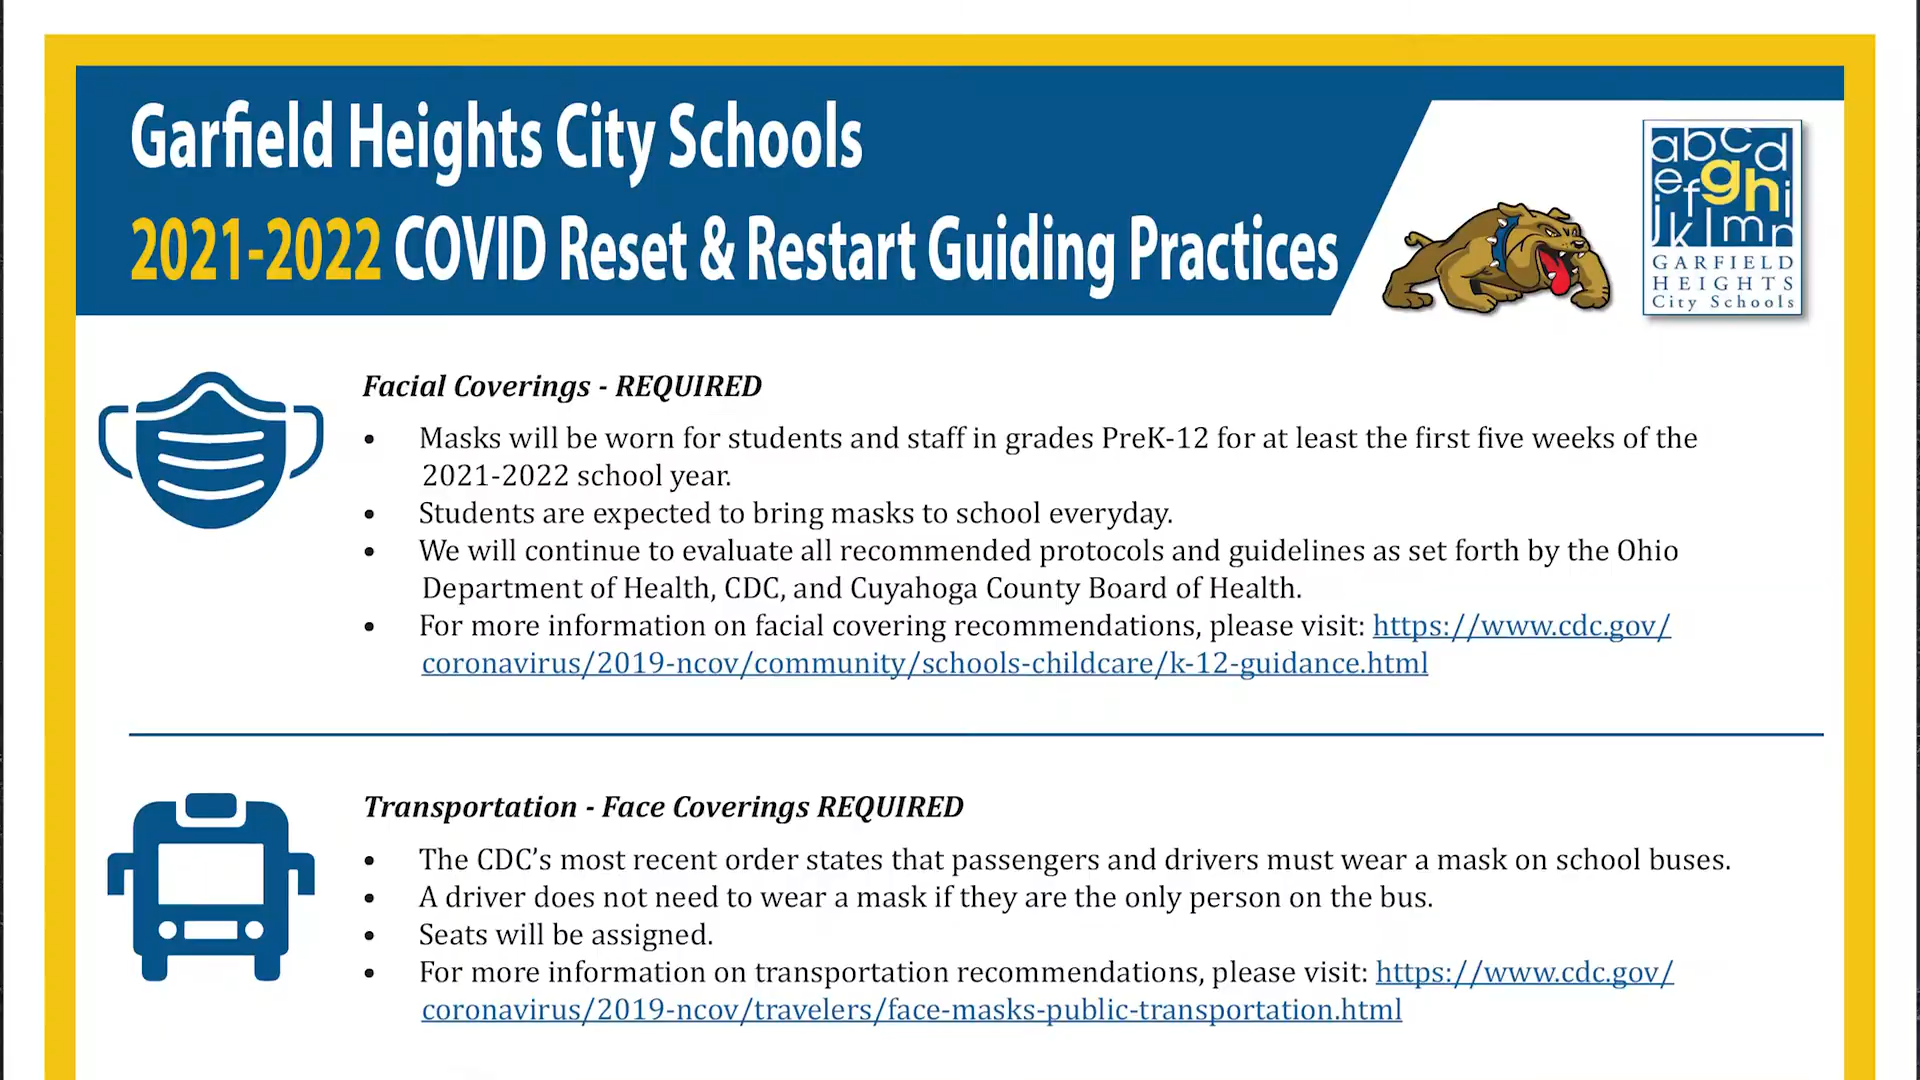 Garfield Heights City Schools
2021-2022 COVID Reset & Restart Guiding Practices
abcd
efghi
jklmn
GARFIELD
HEIGHTS
City Schools
Facial Coverings - REQUIRED
• Masks will be worn for students and staff in grades PreK-12 for at least the first five weeks of the
2021-2022 school year.
• Students are expected to bring masks to school everyday.
• We will continue to evaluate all recommended protocols and guidelines as set forth by the Ohio
Department of Health, CDC, and Cuyahoga County Board of Health.
• For more information on facial covering recommendations, please visit: https://www.cdc.gov/
coronavirus/2019-ncov/community/schools-childcare/k-12-guidance.html
Transportation - Face Coverings REQUIRED
• The CDC’s most recent order states that passengers and drivers must wear a mask on school buses.
• A driver does not need to wear a mask if they are the only person on the bus.
• Seats will be assigned.
• For more information on transportation recommendations, please visit: https://www.cdc.gov/
coronavirus/2019-ncov/travelers/face-masks-public-transportation.html